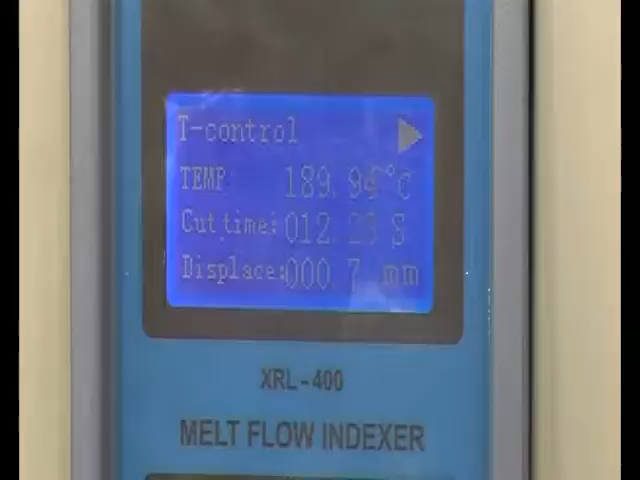 T-control
TEMP 189.94°C
Cut time: 012.23 S
Displace:000.7 mm
XRL-400
MELT FLOW INDEXER